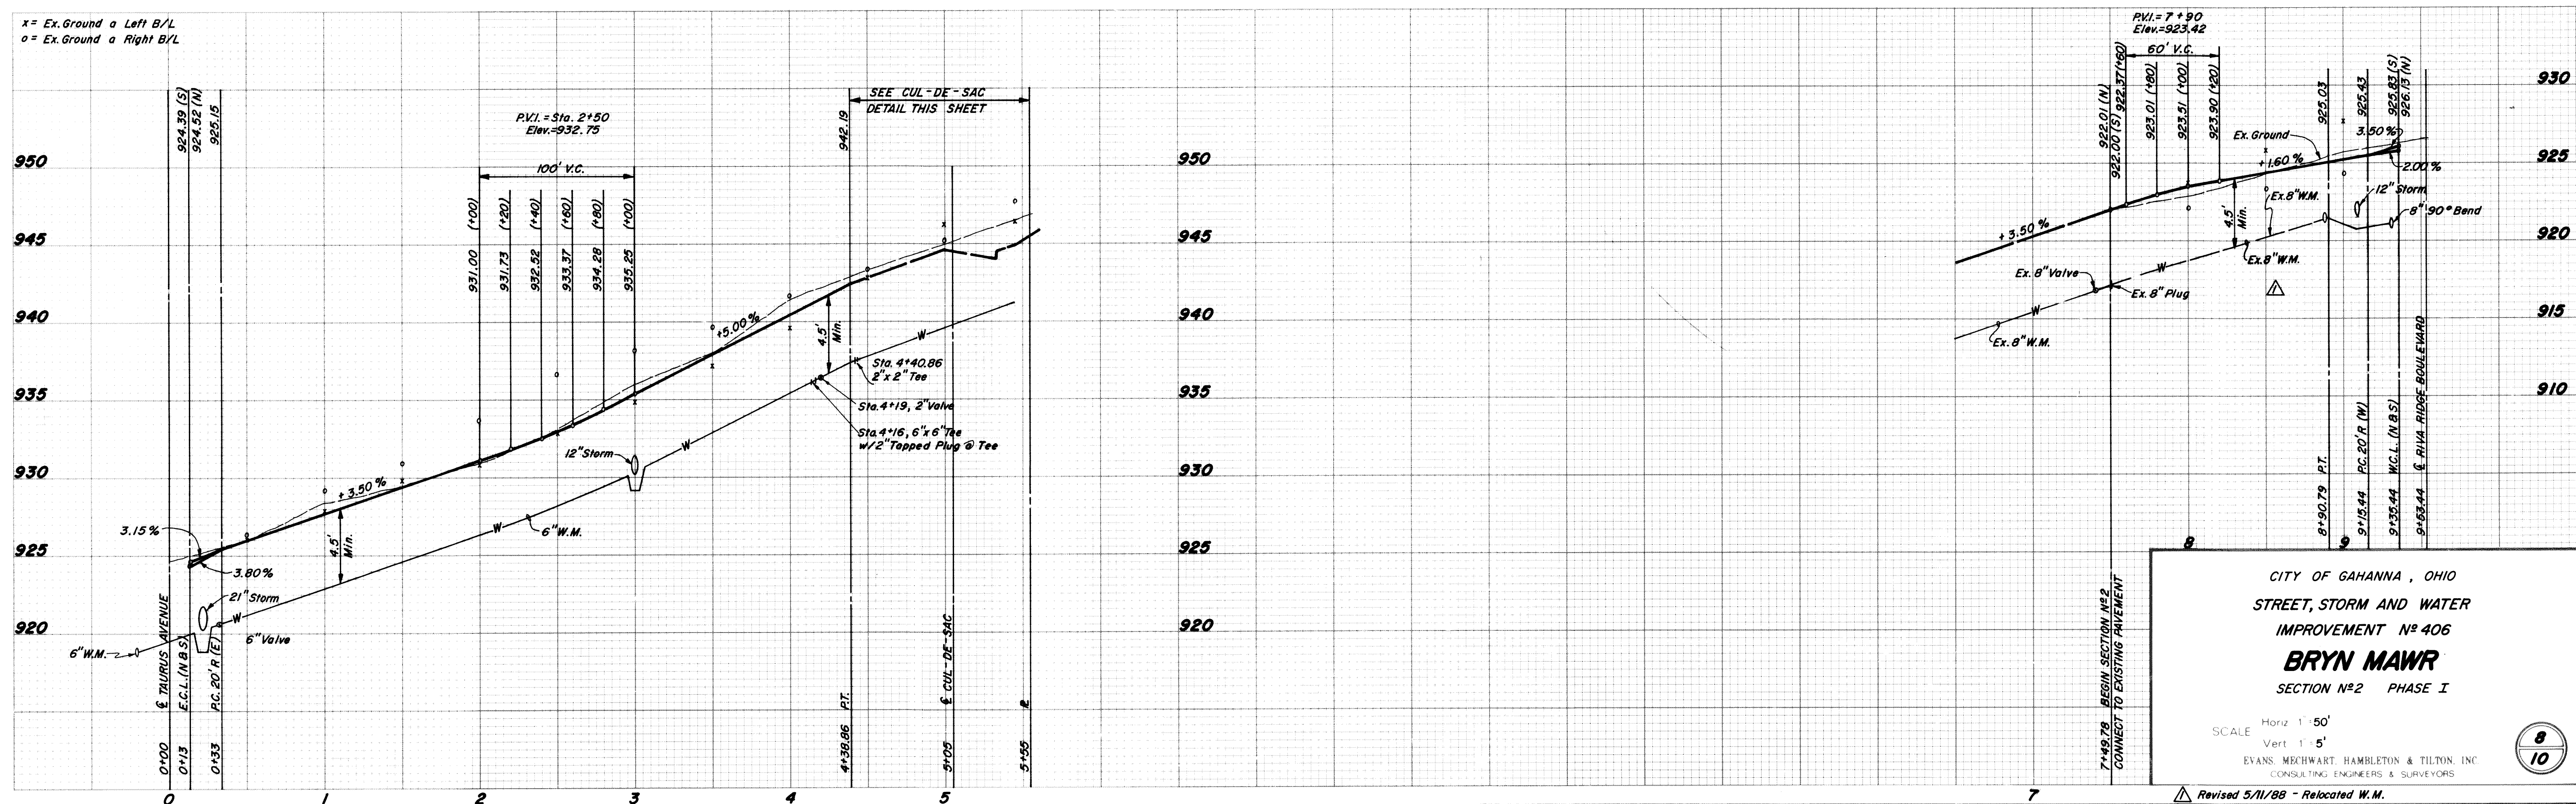 x = Ex. Ground a Left B/L
o = Ex. Ground a Right B/L
950
945
940
935
930
925
920
924.39 (S)
924.52 (N)
925.15
P.V.I. = Sta. 2+50
Elev.=932.75
100' V.C.
931.00 (+00)
931.73 (+20)
932.52 (+40)
933.37 (+60)
934.28 (+80)
935.25 (+00)
942.19
SEE CUL-DE-SAC
DETAIL THIS SHEET
3.15%
3.80%
+3.50%
+5.00%
4.5'
Min.
4.5'
Min.
21" Storm
6" Valve
6" W.M.
W
W
6" W.M.
12" Storm
W
W
Sta. 4+40.86
2" x 2" Tee
Sta. 4+19, 2" Valve
Sta. 4+16, 6" x 6" Tee
w/2" Tapped Plug @ Tee
0+00 ℄ TAURUS AVENUE
0+13 E.C.L. (N & S)
0+33 P.C. 20' R (E)
4+38.86 P.T.
5+05 ℄ CUL-DE-SAC
5+55 ℞
0
1
2
3
4
5
950
945
940
935
930
925
920
P.V.I. = 7+90
Elev.=923.42
60' V.C.
922.01 (N)
922.00 (S)
922.37 (+60)
923.01 (+80)
923.51 (+00)
923.90 (+20)
925.03
925.43
925.83 (S)
926.13 (N)
930
925
920
915
910
Ex. Ground
3.50%
+1.60%
2.00%
+3.50%
Ex. 8" W.M.
12" Storm
4.5'
Min.
8" 90° Bend
Ex. 8" Valve
W
Ex. 8" W.M.
Ex. 8" Plug
1
W
Ex. 8" W.M.
7+49.78 BEGIN SECTION Nº2
CONNECT TO EXISTING PAVEMENT
8+90.79 P.T.
9+15.44 P.C. 20' R (W)
9+35.44 W.C.L. (N & S)
9+53.44 ℄ RIVA RIDGE BOULEVARD
7
8
9
CITY OF GAHANNA, OHIO
STREET, STORM AND WATER
IMPROVEMENT Nº 406
BRYN MAWR
SECTION Nº2 PHASE I
SCALE
Horiz 1" = 50'
Vert 1" = 5'
EVANS, MECHWART, HAMBLETON & TILTON, INC
CONSULTING ENGINEERS & SURVEYORS
8
10
1 Revised 5/11/88 - Relocated W.M.